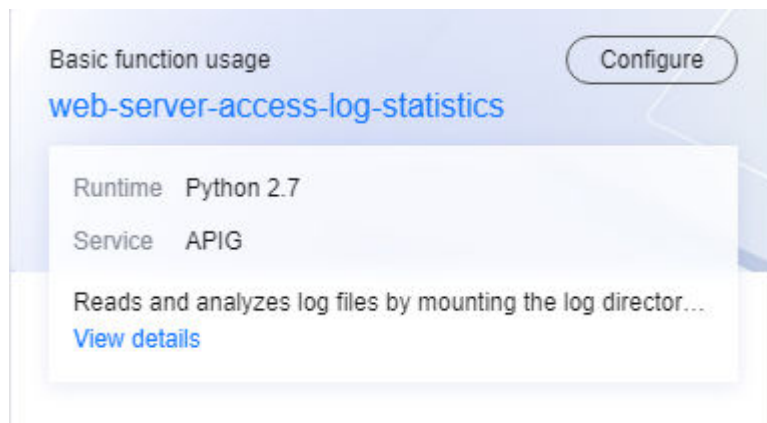 Basic function usage
Configure
web-server-access-log-statistics
Runtime Python 2.7
Service APIG
Reads and analyzes log files by mounting the log director...
View details